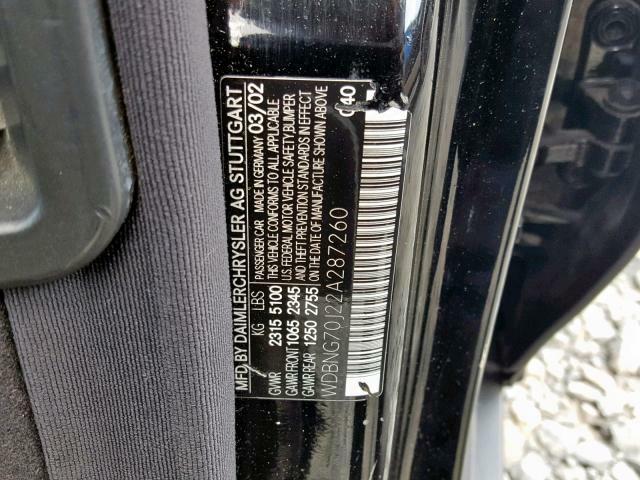 MFD BY DAIMLERCHRYSLER AG STUTTGART
PASSENGER CAR MADE IN GERMANY 03/02
KG LBS THIS VEHICLE CONFORMS TO ALL APPLICABLE
GVWR 2315 5100 U.S. FEDERAL MOTOR VEHICLE SAFETY/BUMPER
GAWR FRONT 1065 2345 AND THEFT PREVENTION STANDARDS IN EFFECT
GAWR REAR 1250 2755 ON THE DATE OF MANUFACTURE SHOWN ABOVE
WDBNG70J22A287260
040